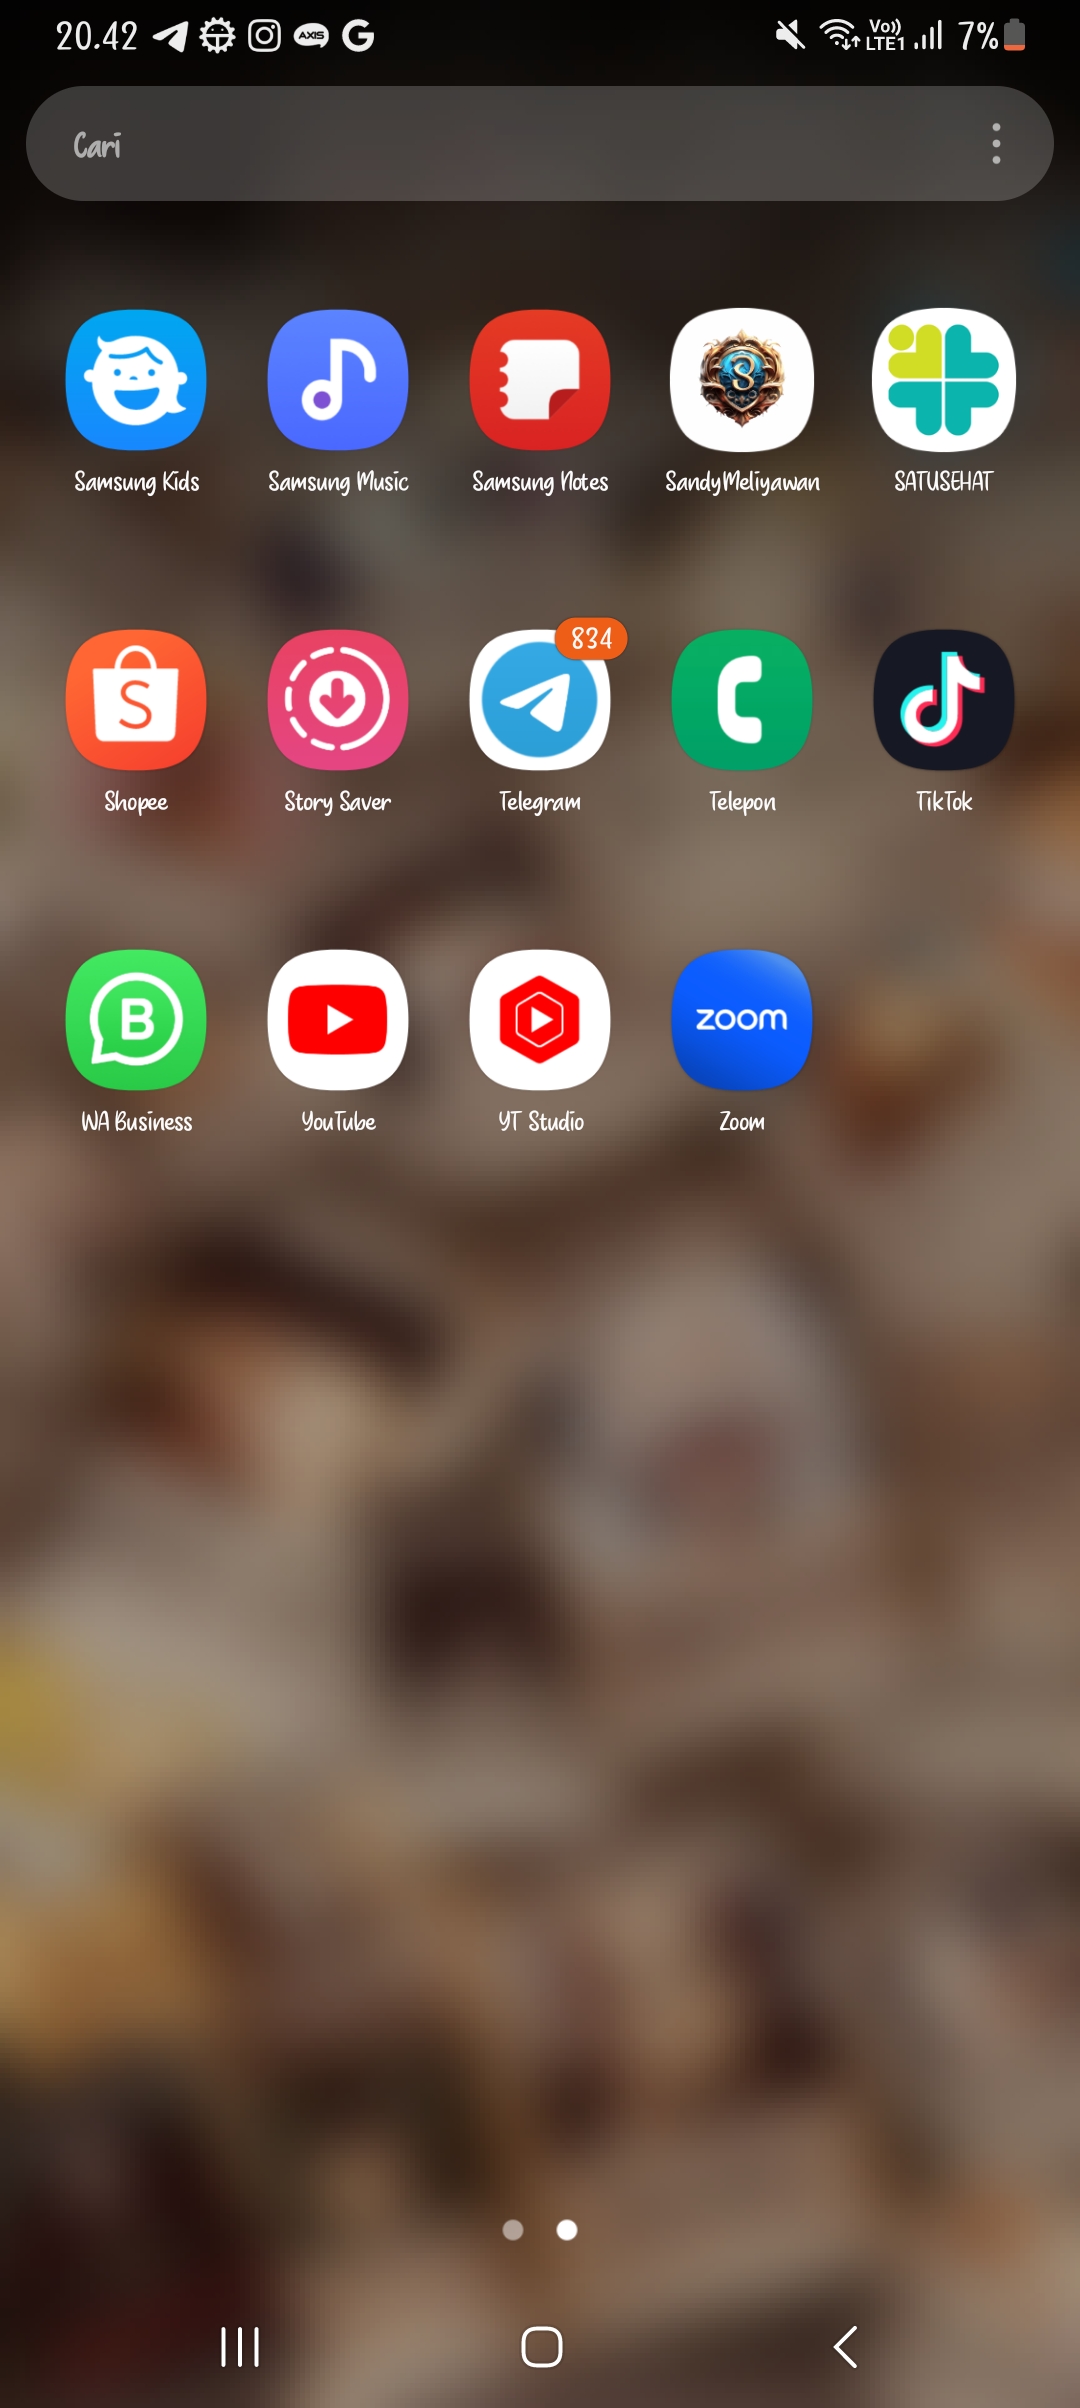 20.42 AXIS G Vo)) LTE1 7%
Cari
Samsung Kids Samsung Music Samsung Notes SandyMeliyawan SATUSEHAT
834
Shopee Story Saver Telegram Telepon TikTok
B zoom
WA Business YouTube YT Studio Zoom